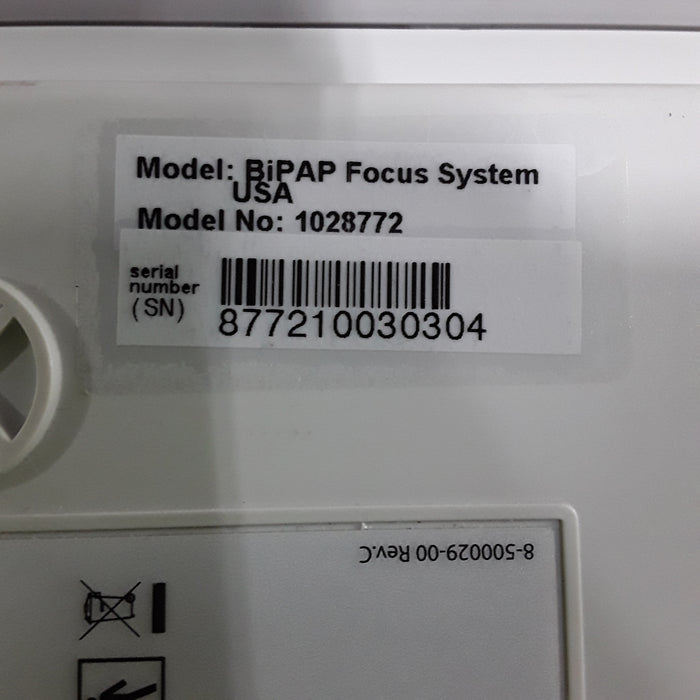 Model: BiPAP Focus System
USA
Model No: 1028772
serial
number
(SN)
877210030304
8-500029-00 Rev.C